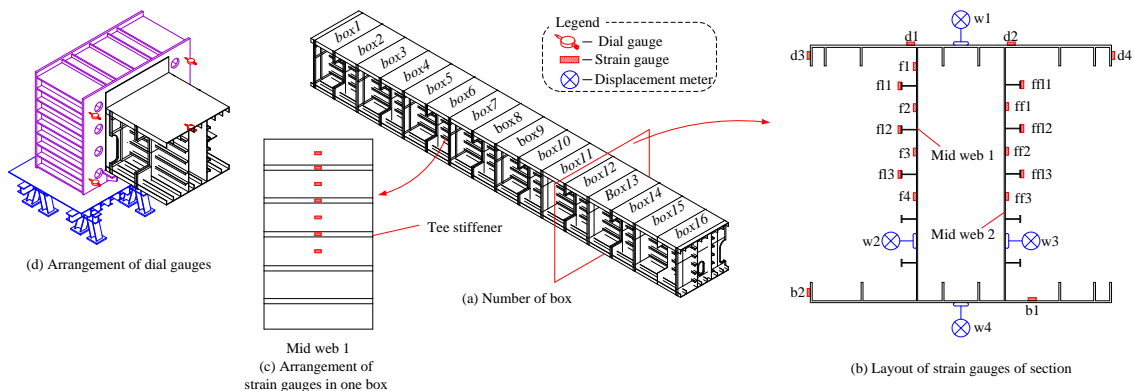 Legend
Dial gauge
Strain gauge
Displacement meter
box1
box2
box3
box4
box5
box6
box7
box8
box9
box10
box11
box12
Box13
box14
box15
box16
(a) Number of box
(d) Arrangement of dial gauges
Tee stiffener
Mid web 1
(c) Arrangement of
strain gauges in one box
w1
d1
d2
d3
d4
f1
fl1
ffl1
f2
ff1
fl2
ffl2
Mid web 1
f3
ff2
fl3
ffl3
f4
ff3
Mid web 2
w2
w3
b2
b1
w4
(b) Layout of strain gauges of section